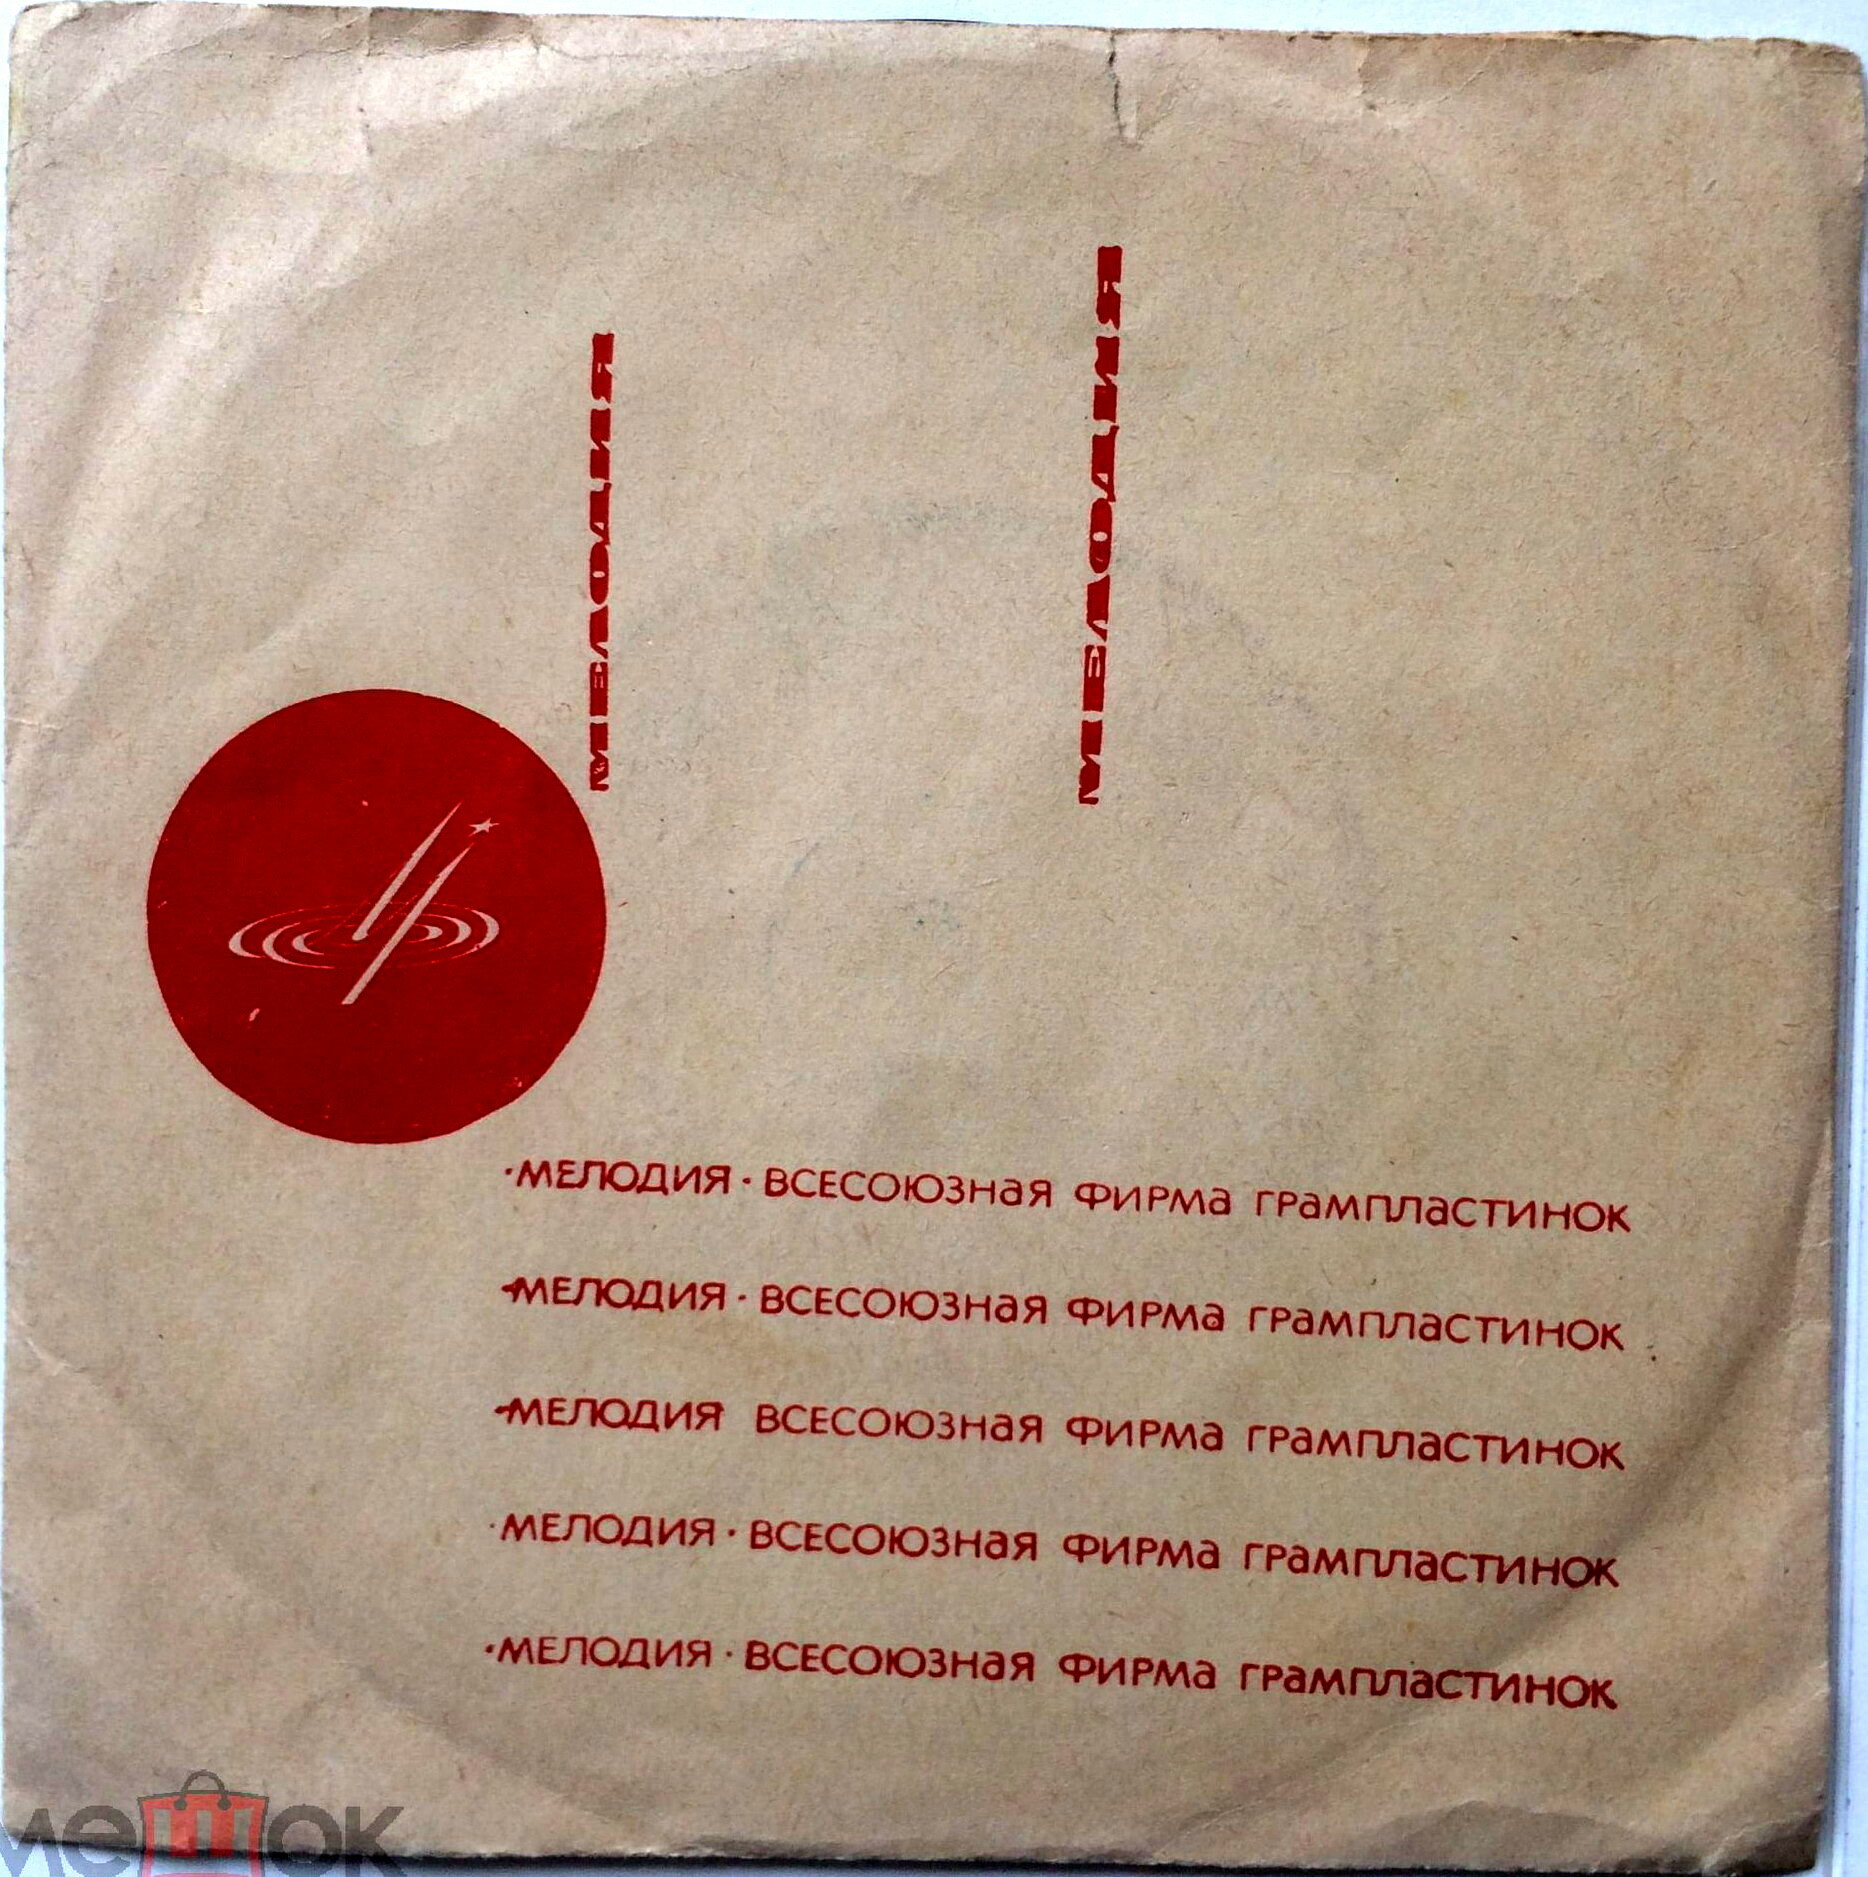 МЕЛОДИЯ
МЕЛОДИЯ
·МЕЛОДИЯ · ВСЕСОЮЗНаЯ ФИРМа ГРамПЛаСТИНОК
·МЕЛОДИЯ · ВСЕСОЮЗНаЯ ФИРМа ГРамПЛаСТИНОК
·МЕЛОДИЯ ВСЕСОЮЗНаЯ ФИРМа ГРамПЛаСТИНОК
·МЕЛОДИЯ · ВСЕСОЮЗНаЯ ФИРМа ГРамПЛаСТИНОК
·МЕЛОДИЯ · ВСЕСОЮЗНаЯ ФИРМа ГРамПЛаСТИНОК
мешок